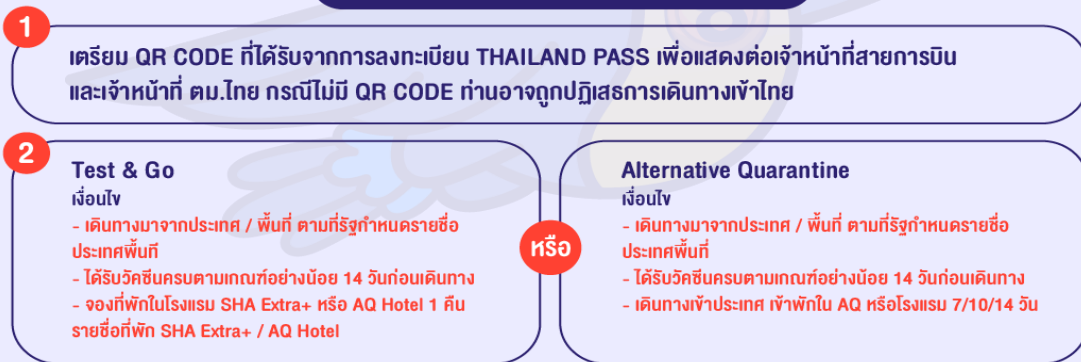 1
เตรียม QR CODE ที่ได้รับจากการลงทะเบียน THAILAND PASS เพื่อแสดงต่อเจ้าหน้าที่สายการบิน
และเจ้าหน้าที่ ตม.ไทย กรณีไม่มี QR CODE ท่านอาจถูกปฏิเสธการเดินทางเข้าไทย
2
Test & Go
เงื่อนไข
- เดินทางมาจากประเทศ / พื้นที่ ตามที่รัฐกำหนดรายชื่อ
ประเทศพื้นที
- ได้รับวัคซีนครบตามเกณฑ์อย่างน้อย 14 วันก่อนเดินทาง
- จองที่พักในโรงแรม SHA Extra+ หรือ AQ Hotel 1 คืน
รายชื่อที่พัก SHA Extra+ / AQ Hotel
หรือ
Alternative Quarantine
เงื่อนไข
- เดินทางมาจากประเทศ / พื้นที่ ตามที่รัฐกำหนดรายชื่อ
ประเทศพื้นที่
- ได้รับวัคซีนครบตามเกณฑ์อย่างน้อย 14 วันก่อนเดินทาง
- เดินทางเข้าประเทศ เข้าพักใน AQ หรือโรงแรม 7/10/14 วัน